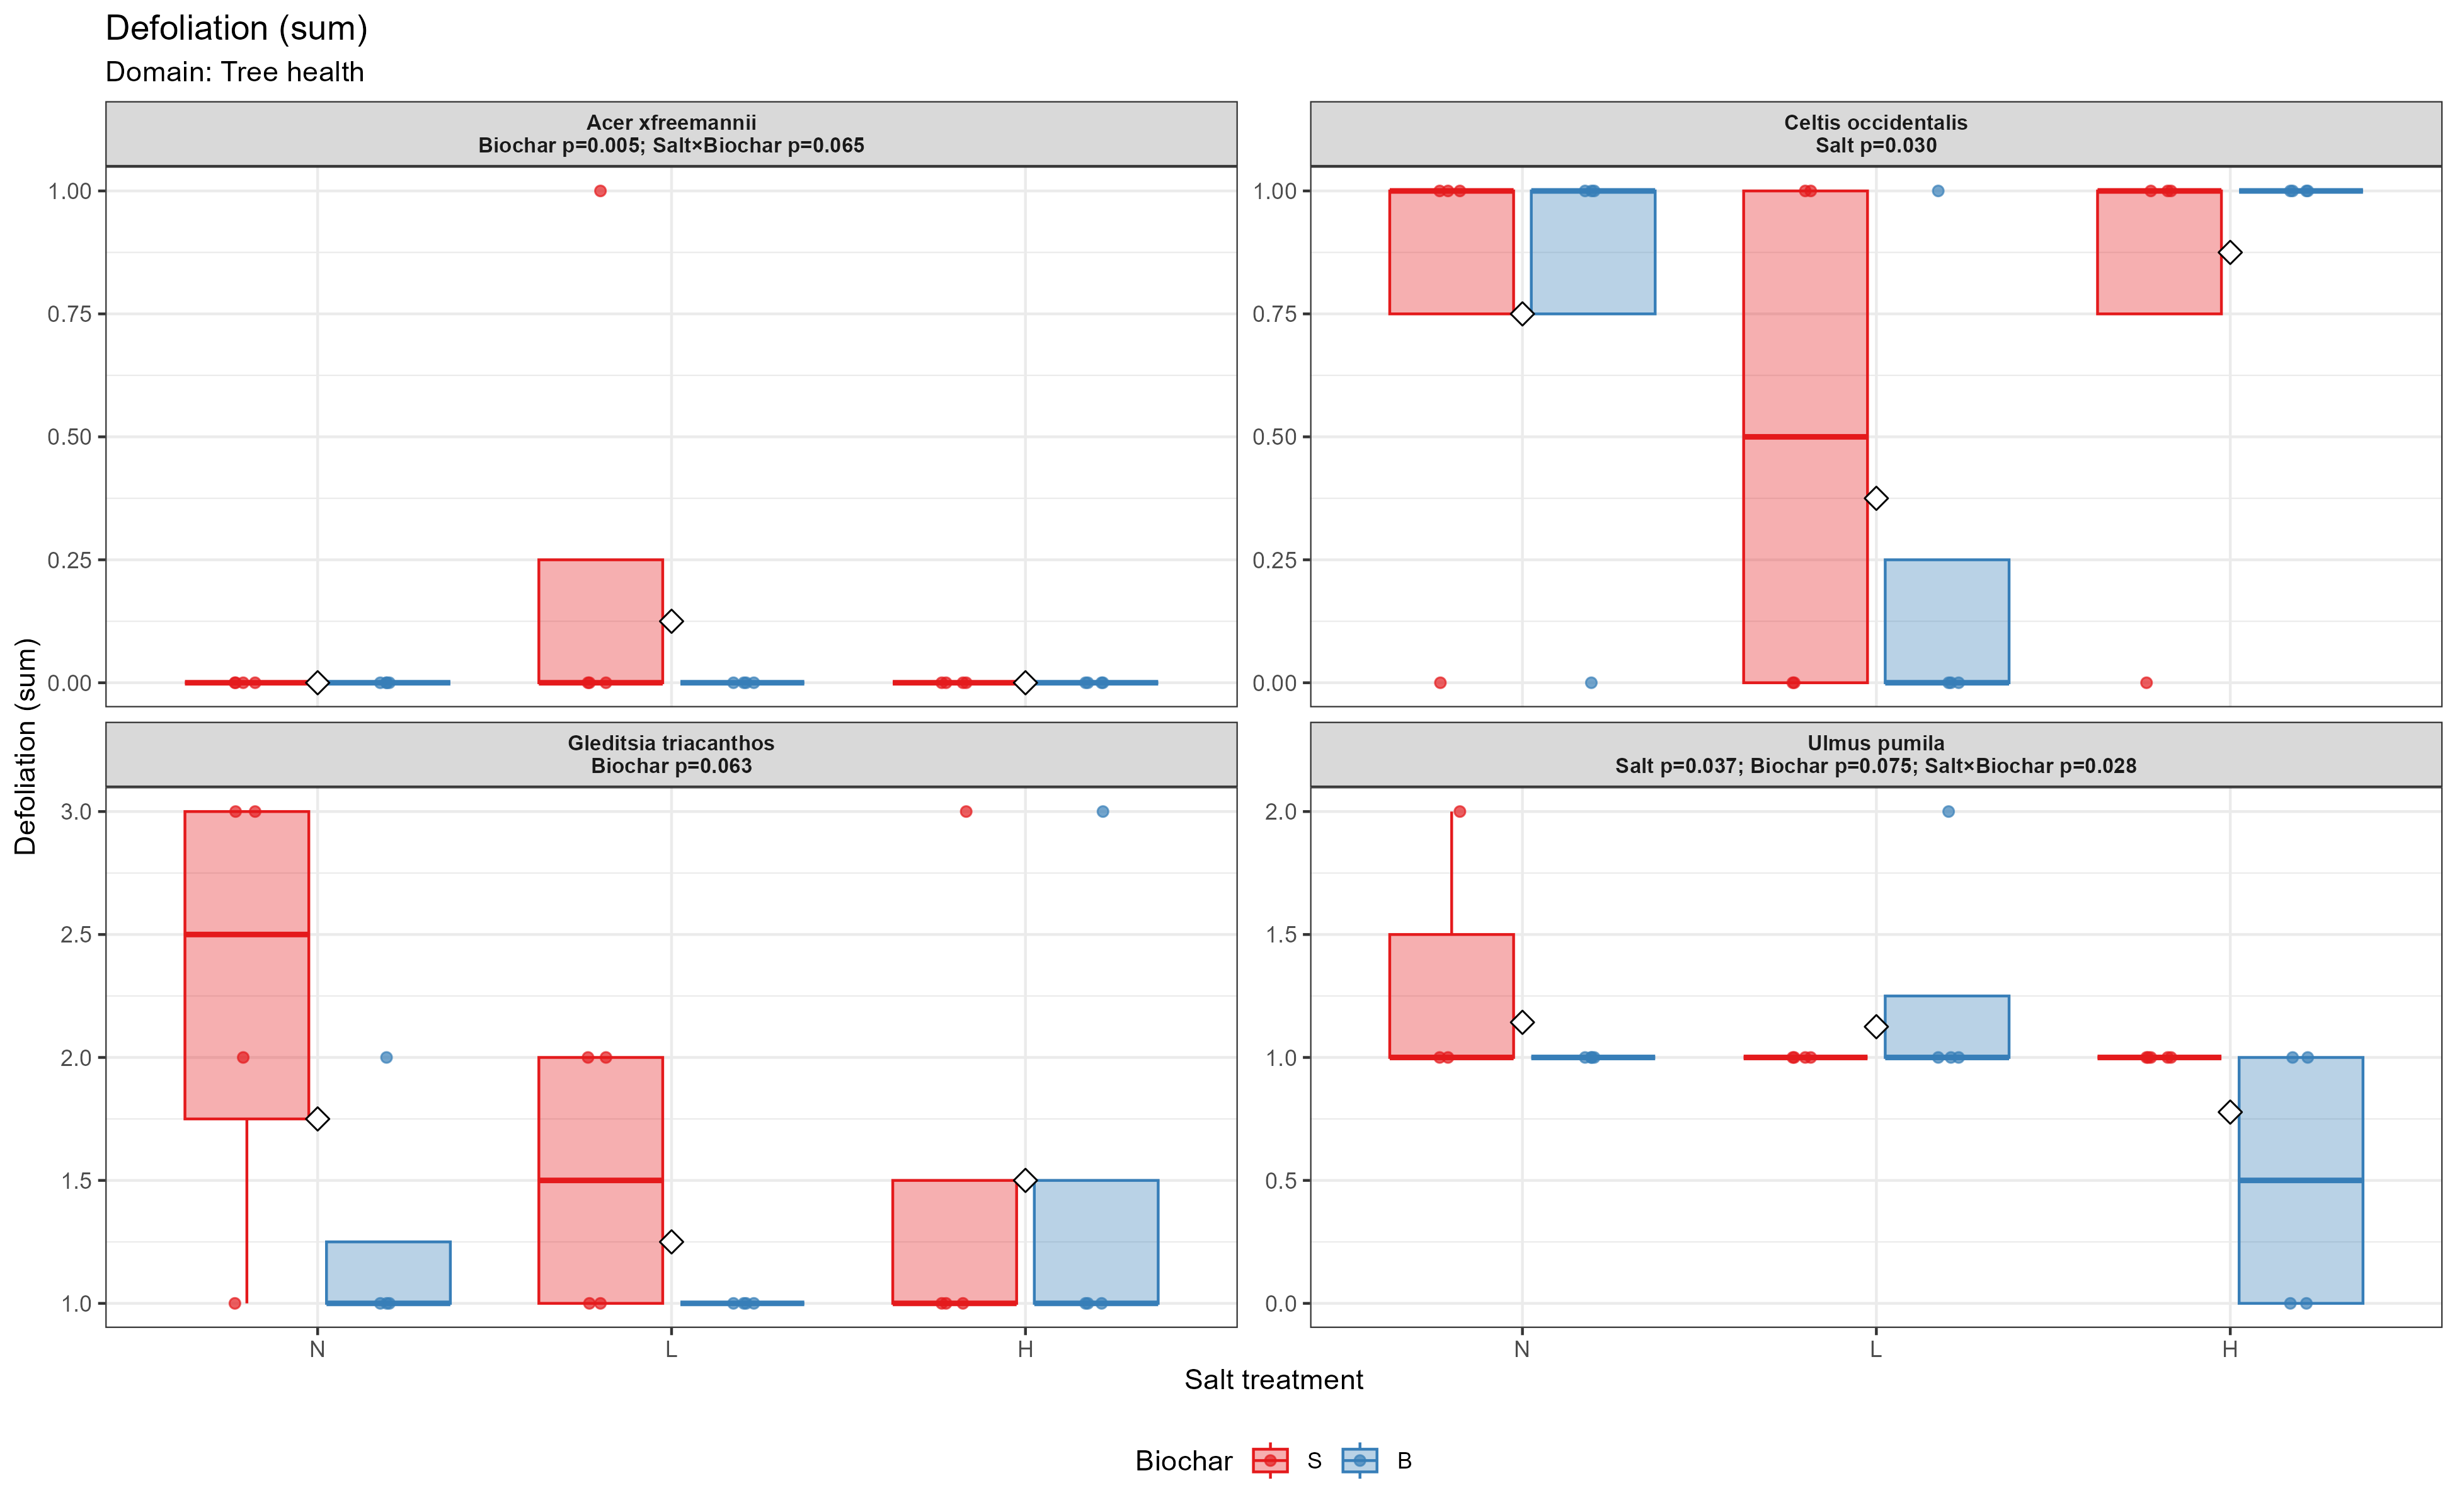 Defoliation (sum)
Domain: Tree health
Acer xfreemannii
Biochar p=0.005; Salt×Biochar p=0.065
Celtis occidentalis
Salt p=0.030
1.00
0.75
0.50
0.25
0.00
1.00
0.75
0.50
0.25
0.00
Defoliation (sum)
Gleditsia triacanthos
Biochar p=0.063
Ulmus pumila
Salt p=0.037; Biochar p=0.075; Salt×Biochar p=0.028
3.0
2.5
2.0
1.5
1.0
2.0
1.5
1.0
0.5
0.0
N L H
N L H
Salt treatment
Biochar S B